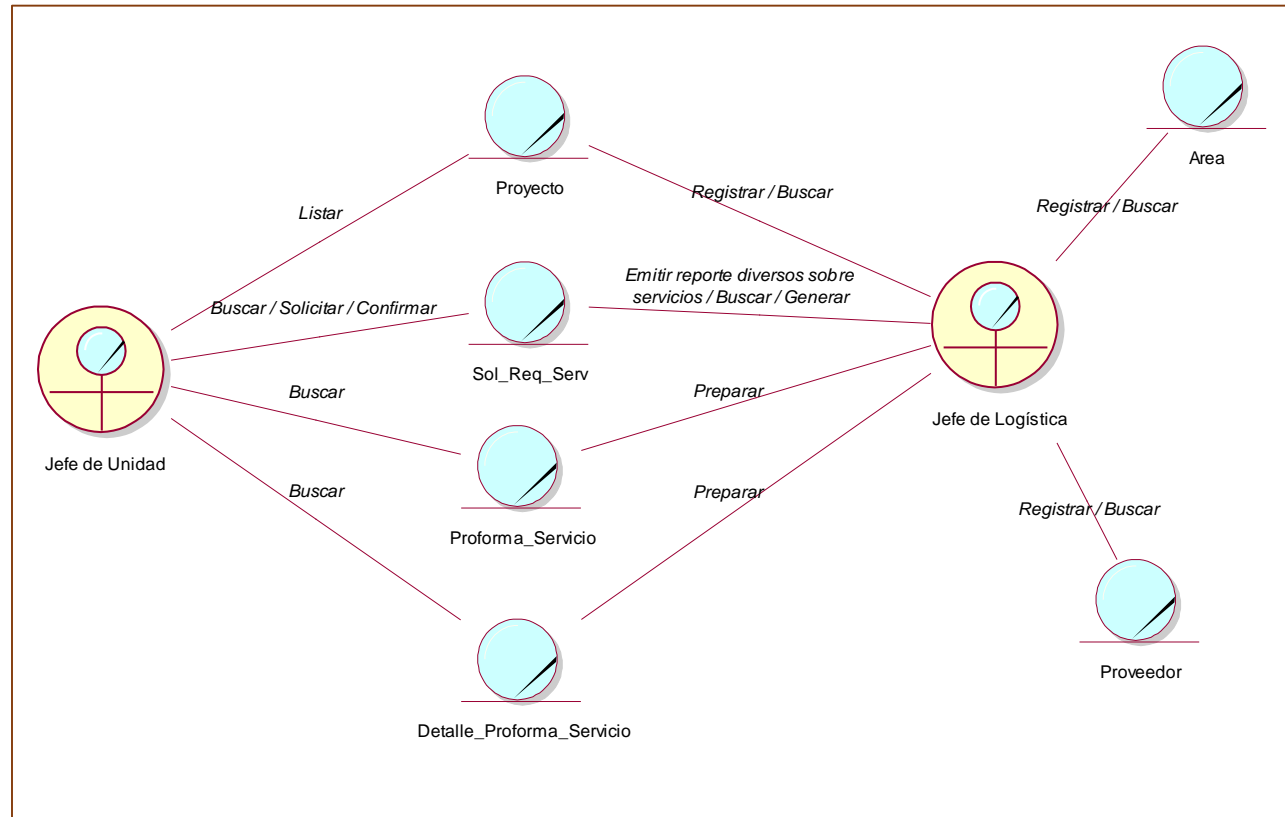 Area
Proyecto
Registrar / Buscar
Registrar / Buscar
Listar
Emitir reporte diversos sobre
servicios / Buscar / Generar
Buscar / Solicitar / Confirmar
Sol_Req_Serv
Buscar
Preparar
Jefe de Logística
Jefe de Unidad
Buscar
Preparar
Registrar / Buscar
Proforma_Servicio
Proveedor
Detalle_Proforma_Servicio